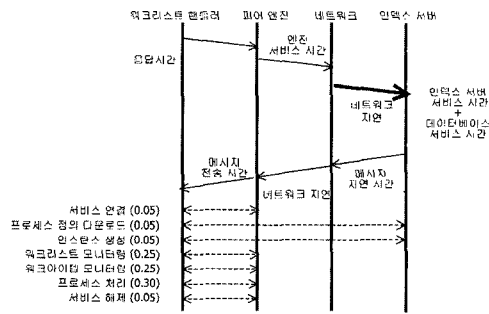 워크리스트 핸들러 피어 엔진 네트워크 인덱스 서버
엔진
서비스 시간
응답시간
네트워크
지연
인덱스 서버
서비스 시간
+
데이터베이스
서비스 시간
메시지
전송 시간
메시지
지연 시간
네트워크 지연
서비스 연결 (0.05)
프로세스 정의 다운로드 (0.05)
인스턴스 생성 (0.05)
워크리스트 모니터링 (0.25)
워크아이템 모니터링 (0.25)
프로세스 처리 (0.30)
서비스 해제 (0.05)